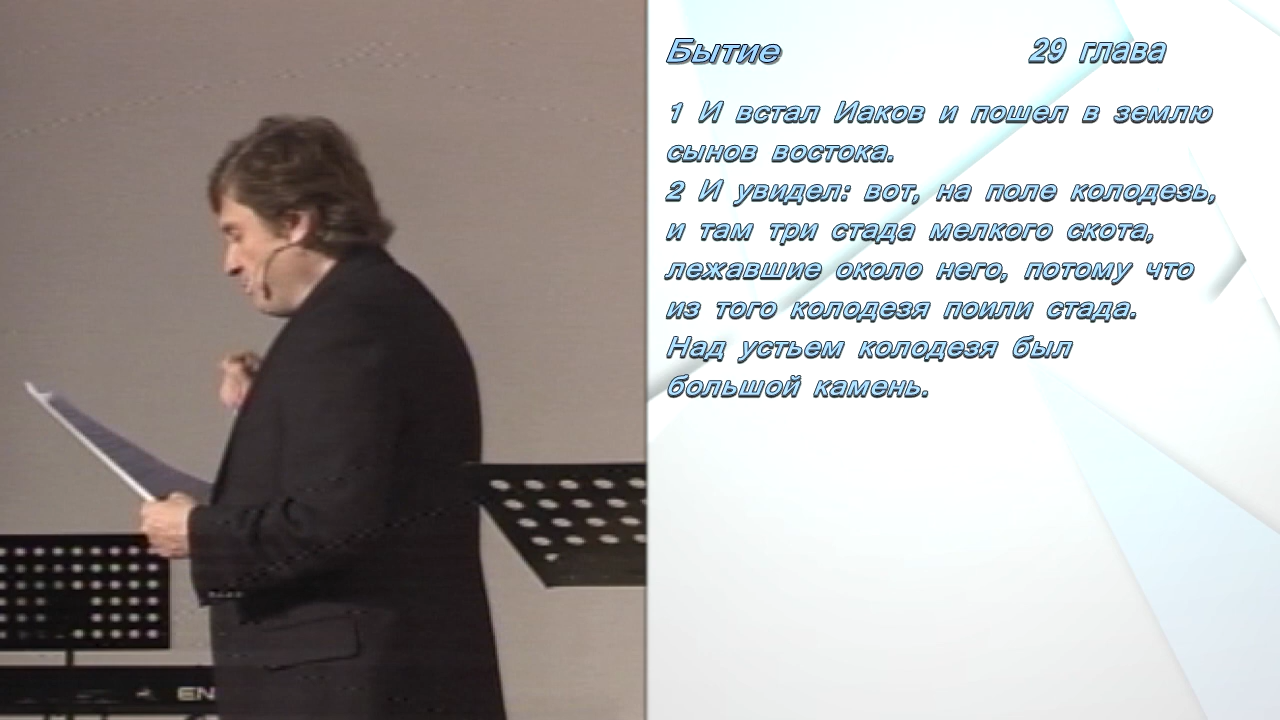 Бытие 29 глава
1 И встал Иаков и пошел в землю
сынов востока.
2 И увидел: вот, на поле колодезь,
и там три стада мелкого скота,
лежавшие около него, потому что
из того колодезя поили стада.
Над устьем колодезя был
большой камень.
EN